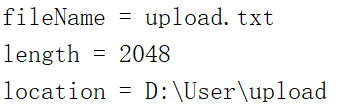 fileName = upload.txt
length = 2048
location = D:\User\upload